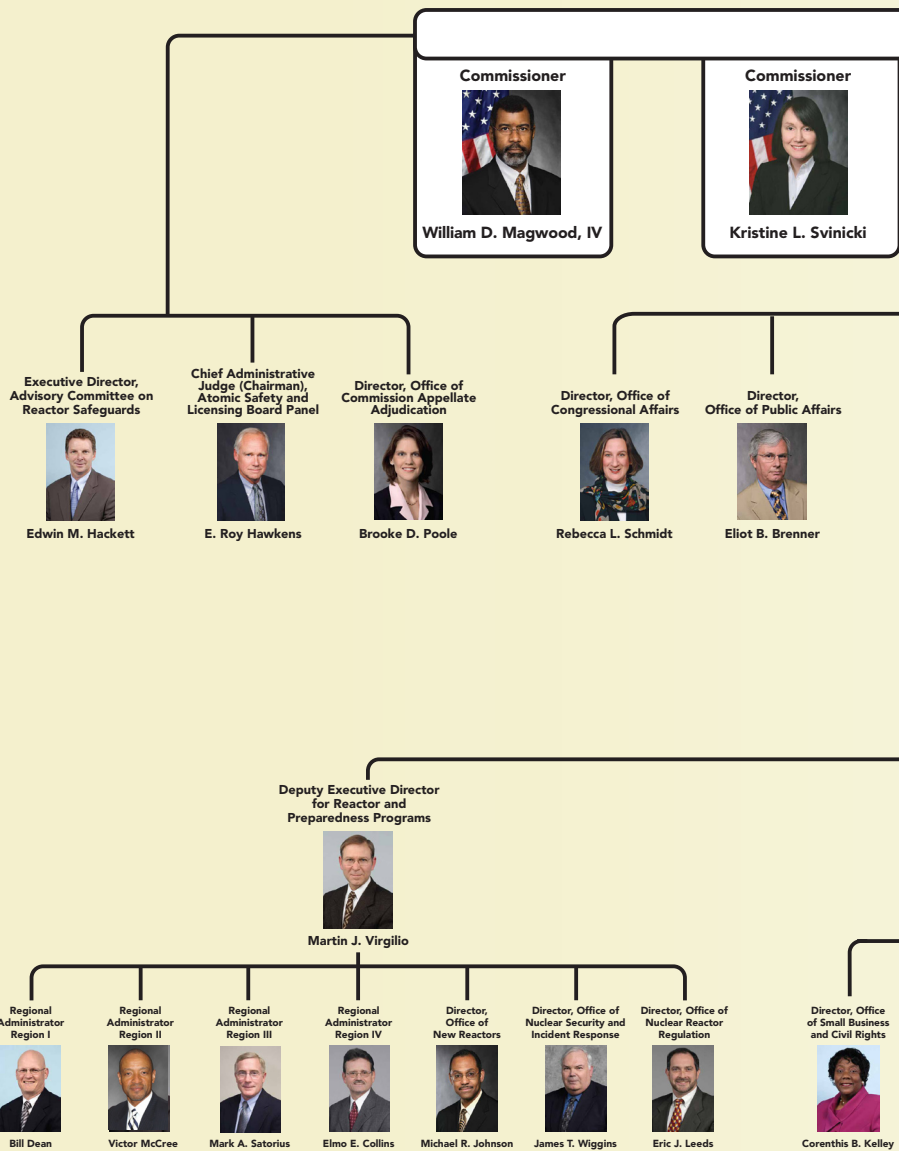 Commissioner
William D. Magwood, IV
Commissioner
Kristine L. Svinicki
Executive Director,
Advisory Committee on
Reactor Safeguards
Edwin M. Hackett
Chief Administrative
Judge (Chairman),
Atomic Safety and
Licensing Board Panel
E. Roy Hawkens
Director, Office of
Commission Appellate
Adjudication
Brooke D. Poole
Director, Office of
Congressional Affairs
Rebecca L. Schmidt
Director,
Office of Public Affairs
Eliot B. Brenner
Deputy Executive Director
for Reactor and
Preparedness Programs
Martin J. Virgilio
Regional
Administrator
Region I
Bill Dean
Regional
Administrator
Region II
Victor McCree
Regional
Administrator
Region III
Mark A. Satorius
Regional
Administrator
Region IV
Elmo E. Collins
Director,
Office of
New Reactors
Michael R. Johnson
Director, Office of
Nuclear Security and
Incident Response
James T. Wiggins
Director, Office of
Nuclear Reactor
Regulation
Eric J. Leeds
Director, Office
of Small Business
and Civil Rights
Corenthis B. Kelley